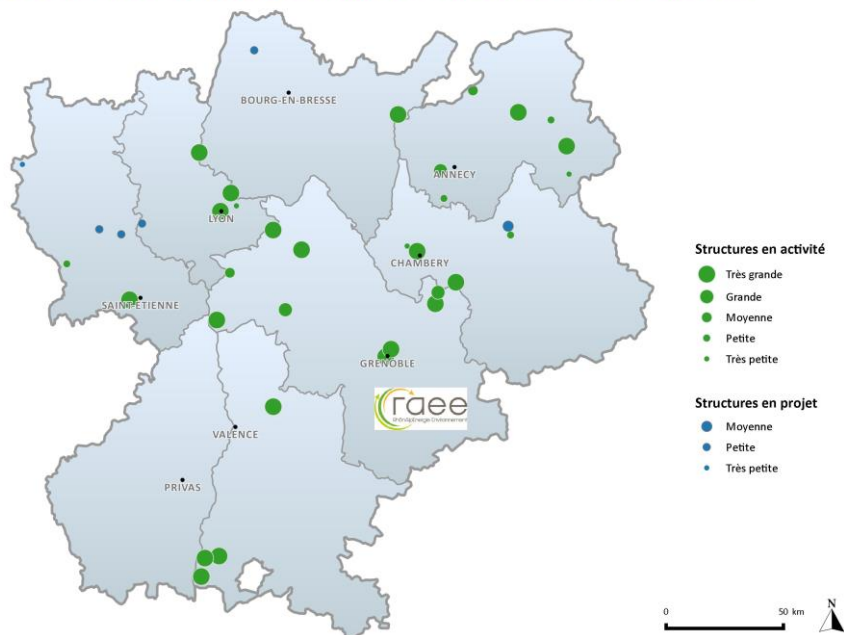 BOURG-EN-BRESSE
ANNECY
LYON
CHAMBERY
SAINT-ETIENNE
GRENOBLE
raee
VALENCE
PRIVAS
Structures en activité
Très grande
Grande
Moyenne
Petite
Très petite
Structures en projet
Moyenne
Petite
Très petite
0 50 km
N